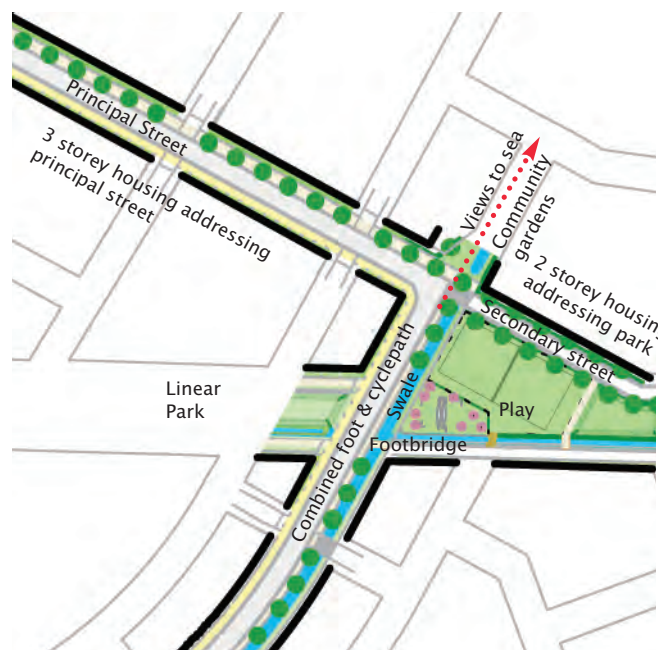 Principal Street
3 storey housing addressing
principal street
Views to sea
Community
gardens
2 storey housing
addressing park
Secondary street
Linear
Park
Combined foot & cyclepath
Swale
Play
Footbridge